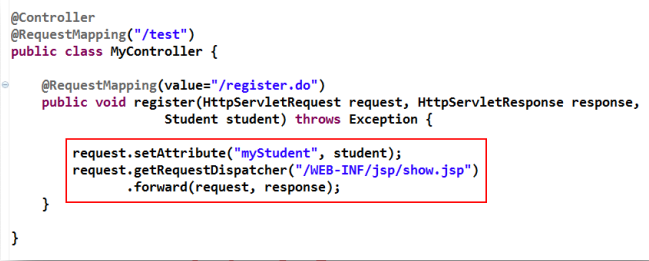 @Controller
@RequestMapping("/test")
public class MyController {
@RequestMapping(value="/register.do")
public void register(HttpServletRequest request, HttpServletResponse response,
Student student) throws Exception {
request.setAttribute("myStudent", student);
request.getRequestDispatcher("/WEB-INF/jsp/show.jsp")
.forward(request, response);
}
}